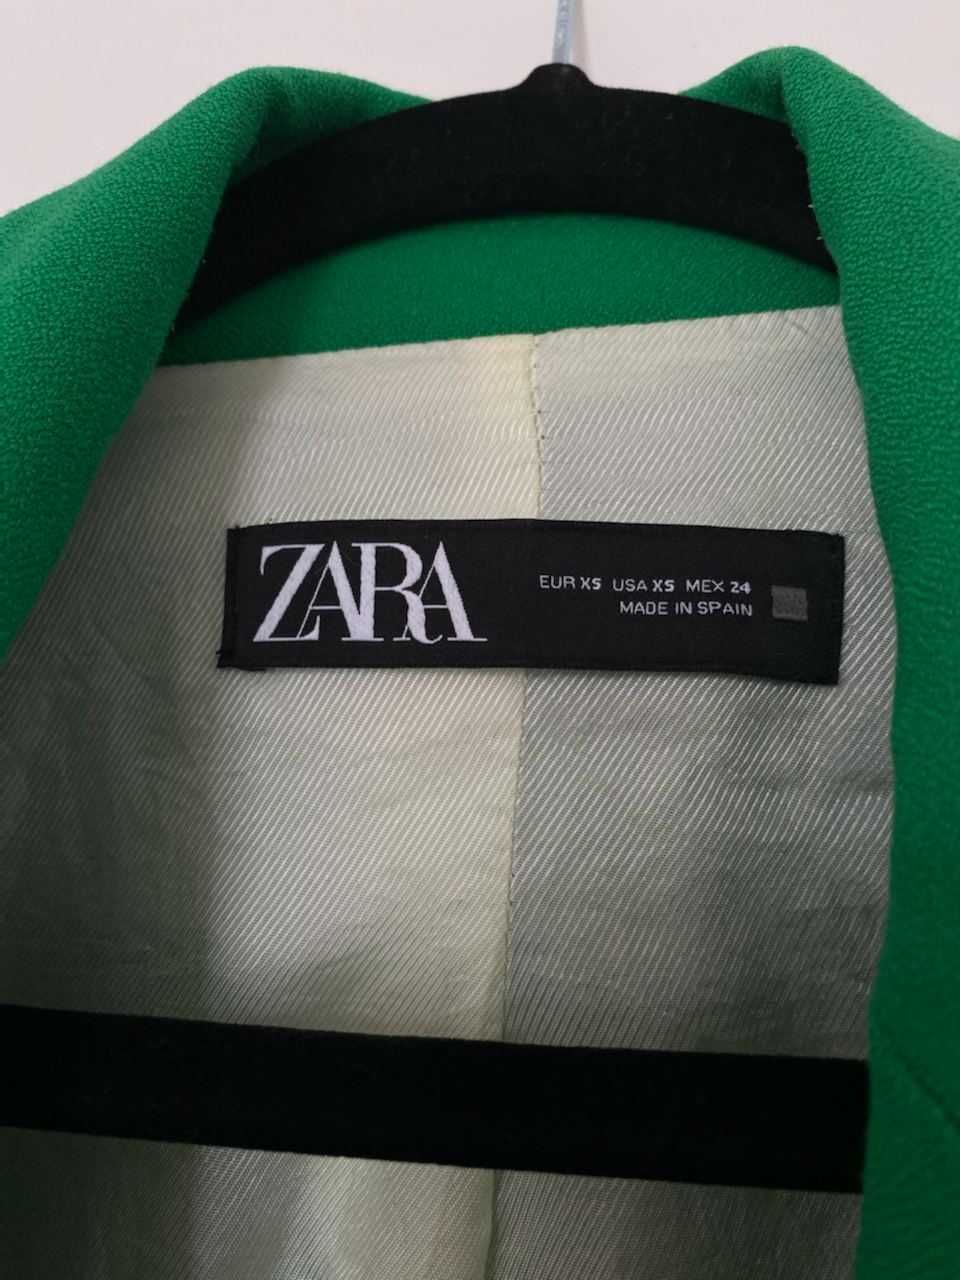 ZARA
EUR XS USA XS MEX 24
MADE IN SPAIN